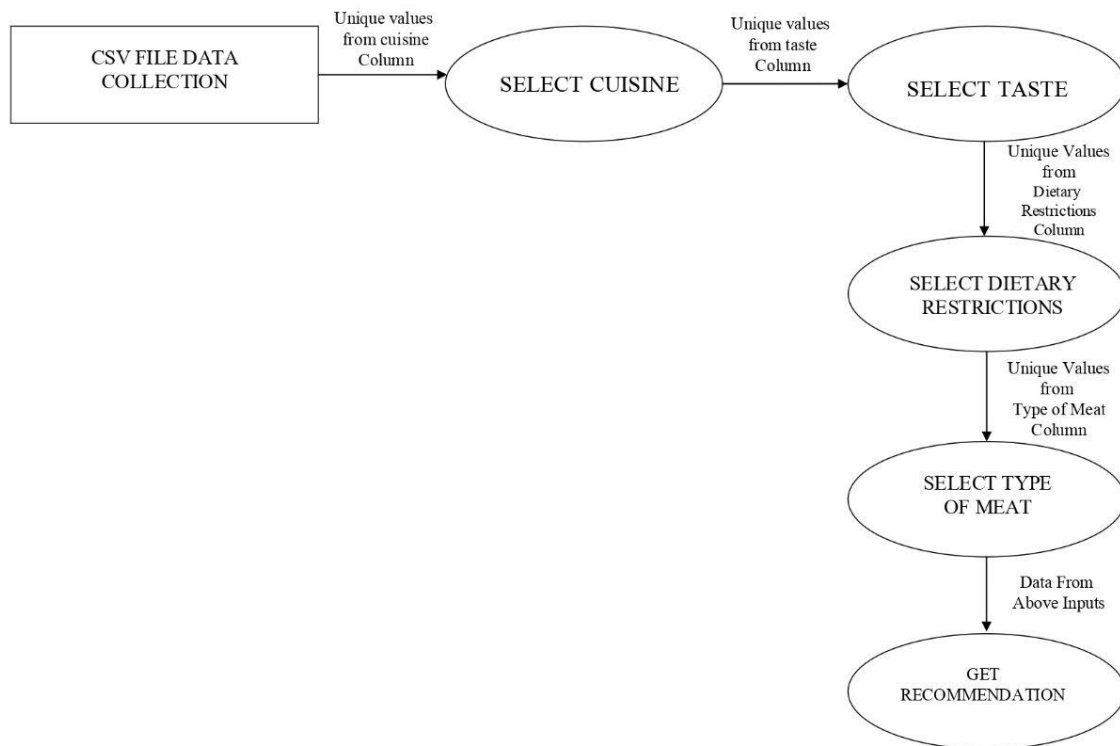 CSV FILE DATA
COLLECTION
Unique values
from cuisine
Column
SELECT CUISINE
Unique values
from taste
Column
SELECT TASTE
Unique Values
from
Dietary
Restrictions
Column
SELECT DIETARY
RESTRICTIONS
Unique Values
from
Type of Meat
Column
SELECT TYPE
OF MEAT
Data From
Above Inputs
GET
RECOMMENDATION